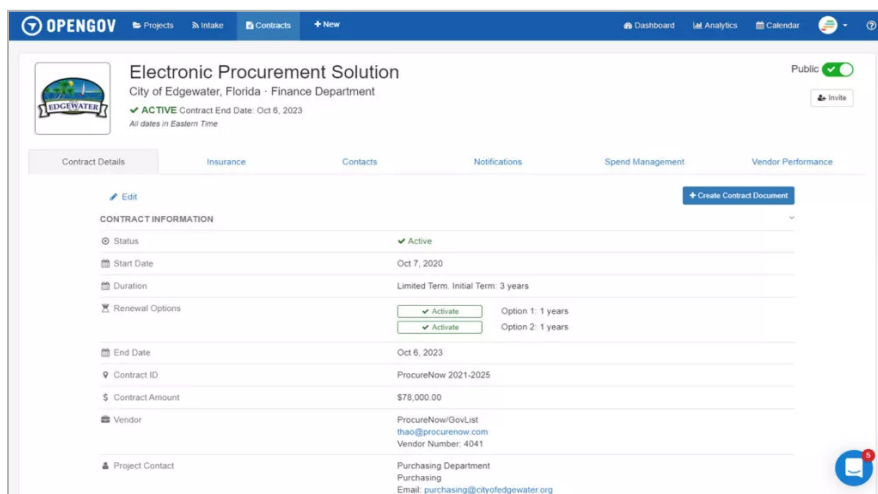 OPENGOV Projects Intake Contracts + New Dashboard Analytics Calendar
EDGEWATER
Electronic Procurement Solution
City of Edgewater, Florida · Finance Department
✔ ACTIVE Contract End Date: Oct 6, 2023
All dates in Eastern Time
Public
Invite
Contract Details Insurance Contacts Notifications Spend Management Vendor Performance
Edit
+ Create Contract Document
CONTRACT INFORMATION
Status ✔ Active
Start Date Oct 7, 2020
Duration Limited Term. Initial Term: 3 years
Renewal Options ✔ Activate Option 1: 1 years
✔ Activate Option 2: 1 years
End Date Oct 6, 2023
Contract ID ProcureNow 2021-2025
$ Contract Amount $78,000.00
Vendor ProcureNow/GovList
thao@procurenow.com
Vendor Number: 4041
Project Contact Purchasing Department
Purchasing
Email: purchasing@cityofedgewater.org
5